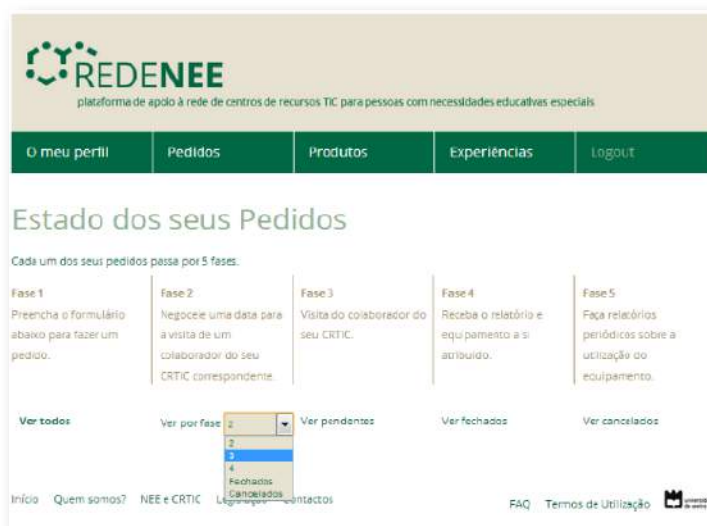 REDENEE
plataforma de apoio à rede de centros de recursos TIC para pessoas com necessidades educativas especiais
O meu perfil Pedidos Produtos Experiências Logout
Estado dos seus Pedidos
Cada um dos seus pedidos passa por 5 fases.
Fase 1
Preencha o formulário
abaixo para fazer um
pedido.
Fase 2
Negoceie uma data para
a visita de um
colaborador do seu
CRTIC correspondente.
Fase 3
Visita do colaborador do
seu CRTIC.
Fase 4
Receba o relatório e
equipamento a si
atribuído.
Fase 5
Faça relatórios
periódicos sobre a
utilização do
equipamento.
Ver todos Ver por fase 2 Ver pendentes Ver fechados Ver cancelados
2
3
4
Fechados
Cancelados
Início Quem somos? NEE e CRTIC Contactos FAQ Termos de Utilização